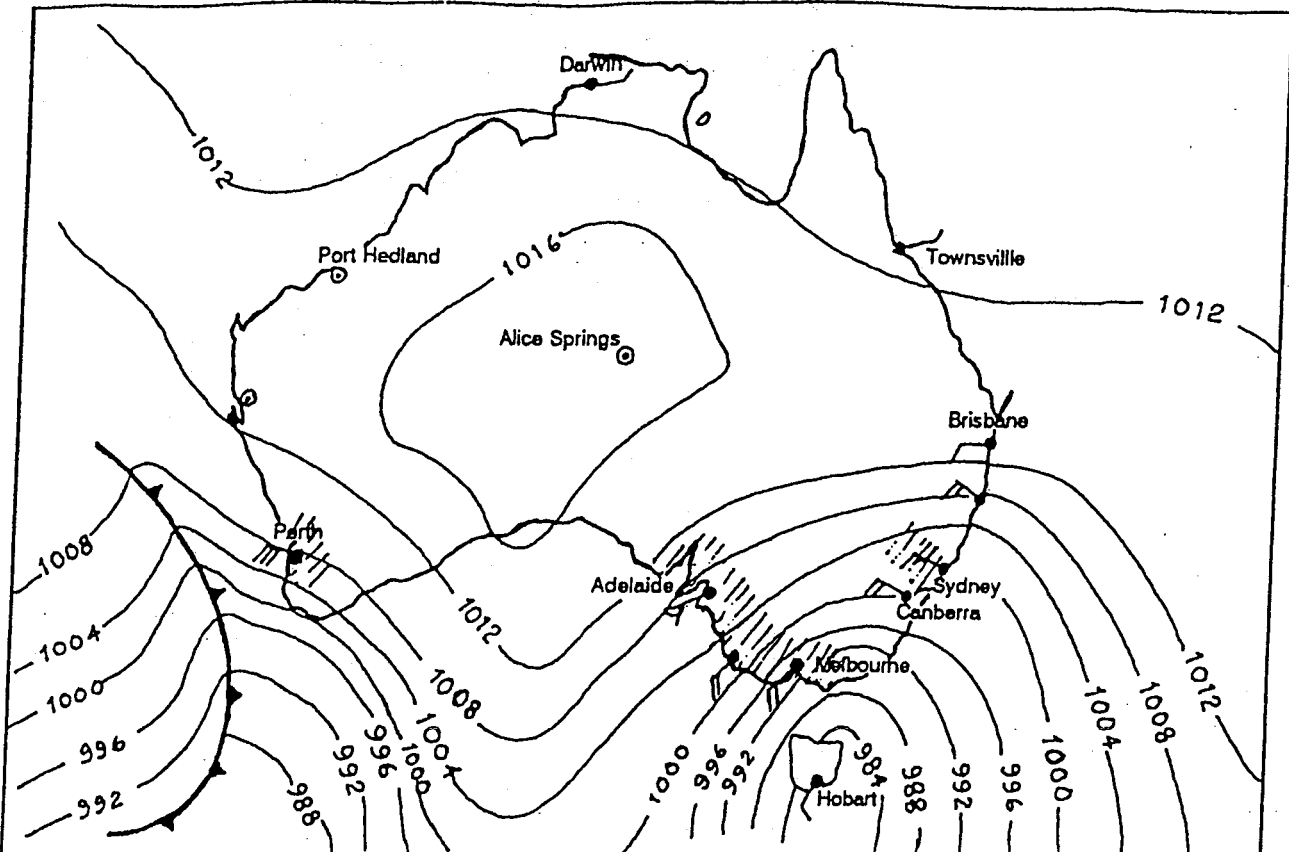 Darwin
1012
Port Hedland
1016
Townsvillle
Alice Springs
1012
Brisbane
Perth
1008
Adelaide
Sydney
Canberra
1012
1004
Melbourne
1012
1008
1000
1004
1008
1004
1000
996
996
992
1000
992
988
1000
996
992
984
988
992
996
Hobart